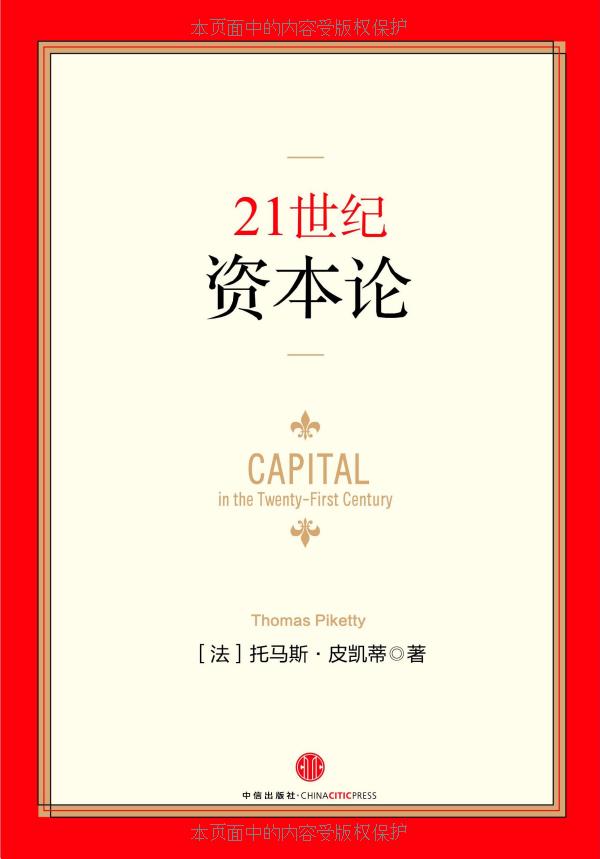 本页面中的内容受版权保护
21世纪
资本论
CAPITAL
in the Twenty-First Century
Thomas Piketty
[法]托马斯·皮凯蒂◎著
中信出版社·CHINACITICPRESS
本页面中的内容受版权保护